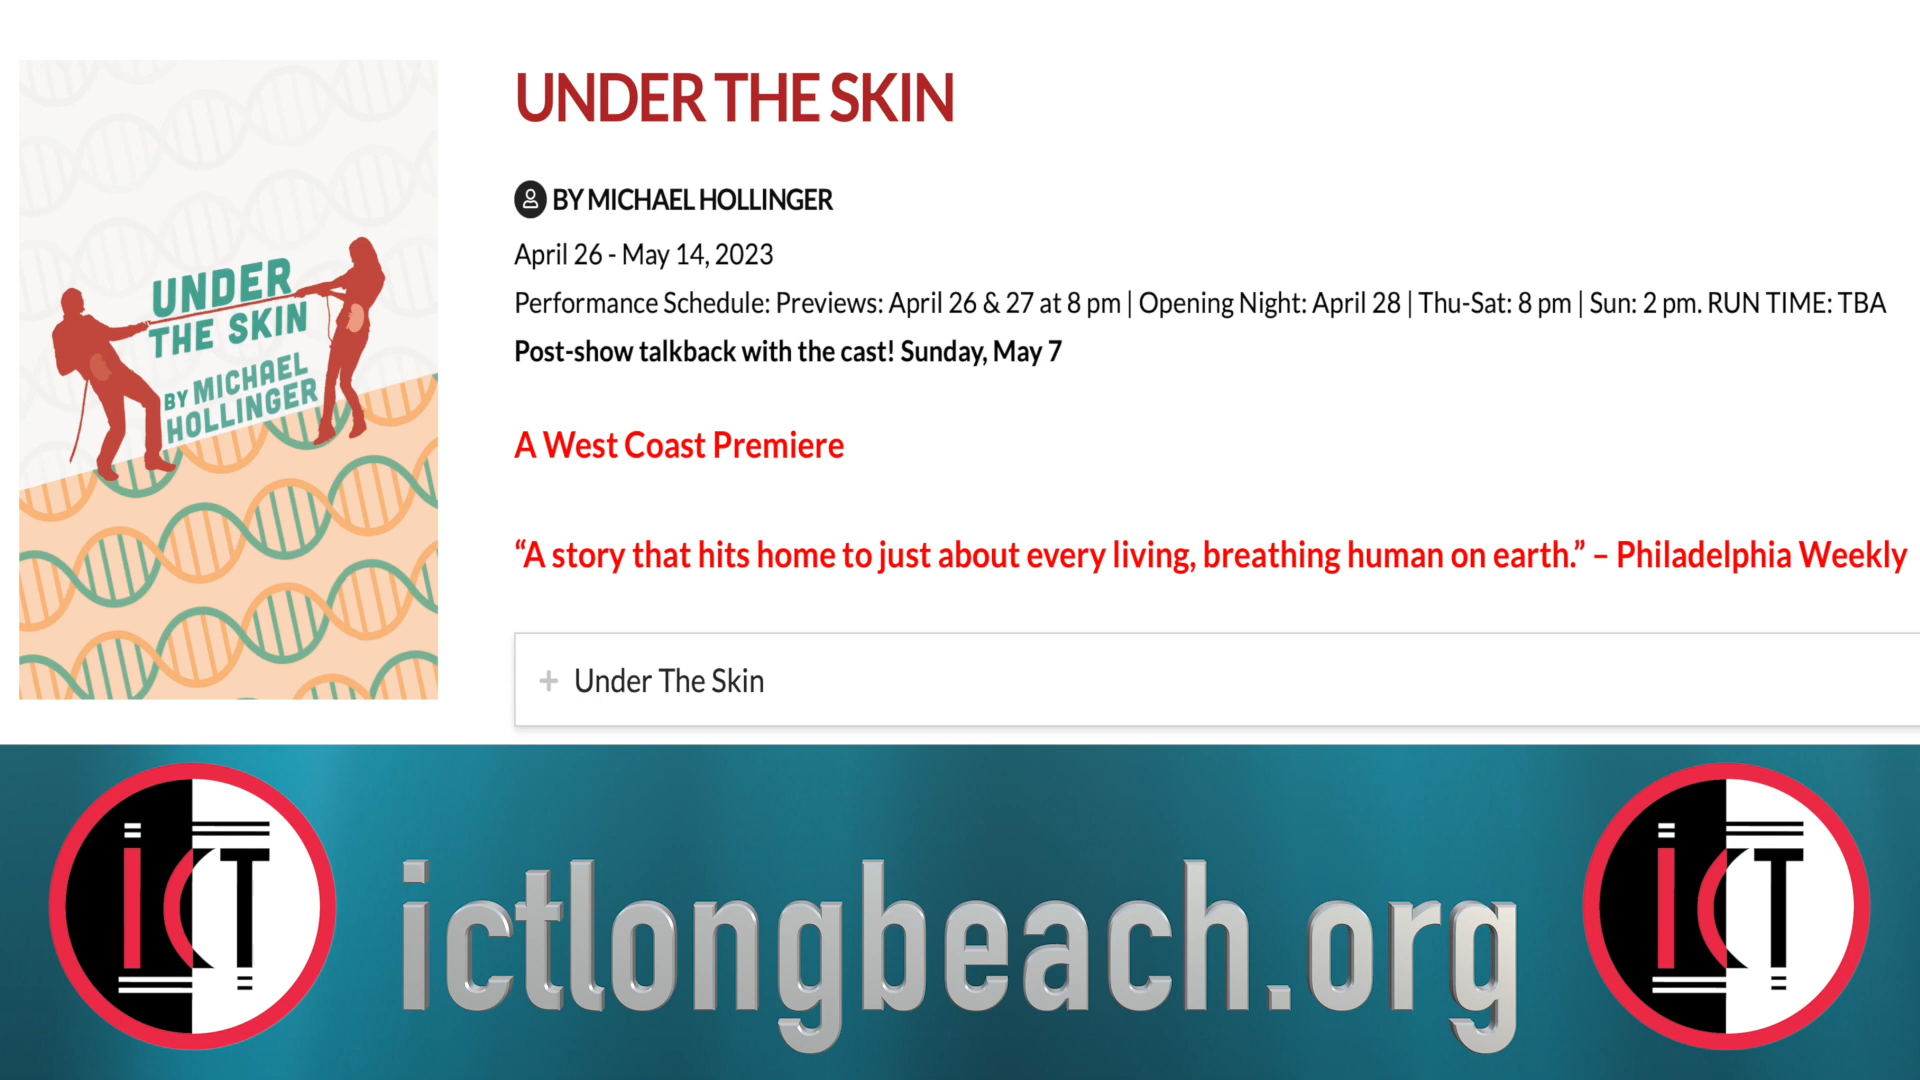 UNDER THE SKIN
BY MICHAEL HOLLINGER
April 26 - May 14, 2023
Performance Schedule: Previews: April 26 & 27 at 8 pm | Opening Night: April 28 | Thu-Sat: 8 pm | Sun: 2 pm. RUN TIME: TBA
Post-show talkback with the cast! Sunday, May 7
A West Coast Premiere
“A story that hits home to just about every living, breathing human on earth.” – Philadelphia Weekly
+ Under The Skin
UNDER
THE SKIN
BY MICHAEL
HOLLINGER
iCT
ictlongbeach.org
iCT